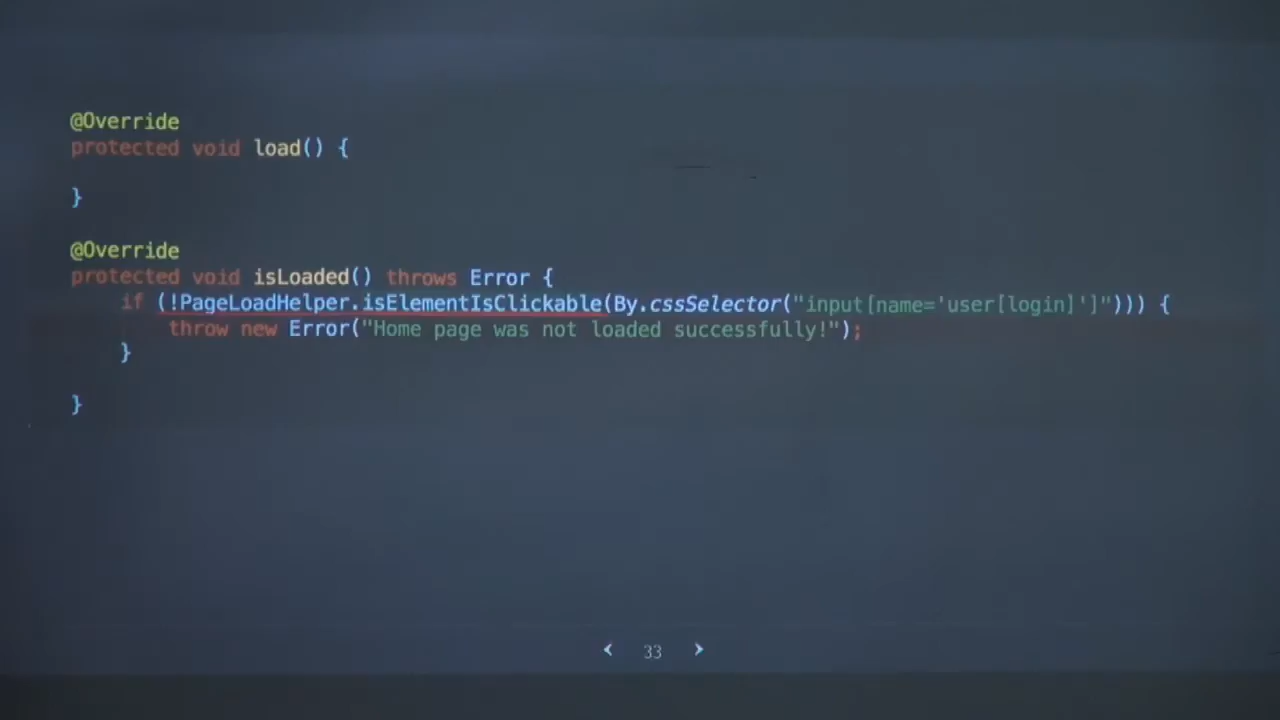 @Override
protected void load() {
}
@Override
protected void isLoaded() throws Error {
if (!PageLoadHelper.isElementIsClickable(By.cssSelector("input[name='user[login]']"))) {
throw new Error("Home page was not loaded successfully!");
}
}
< 33 >